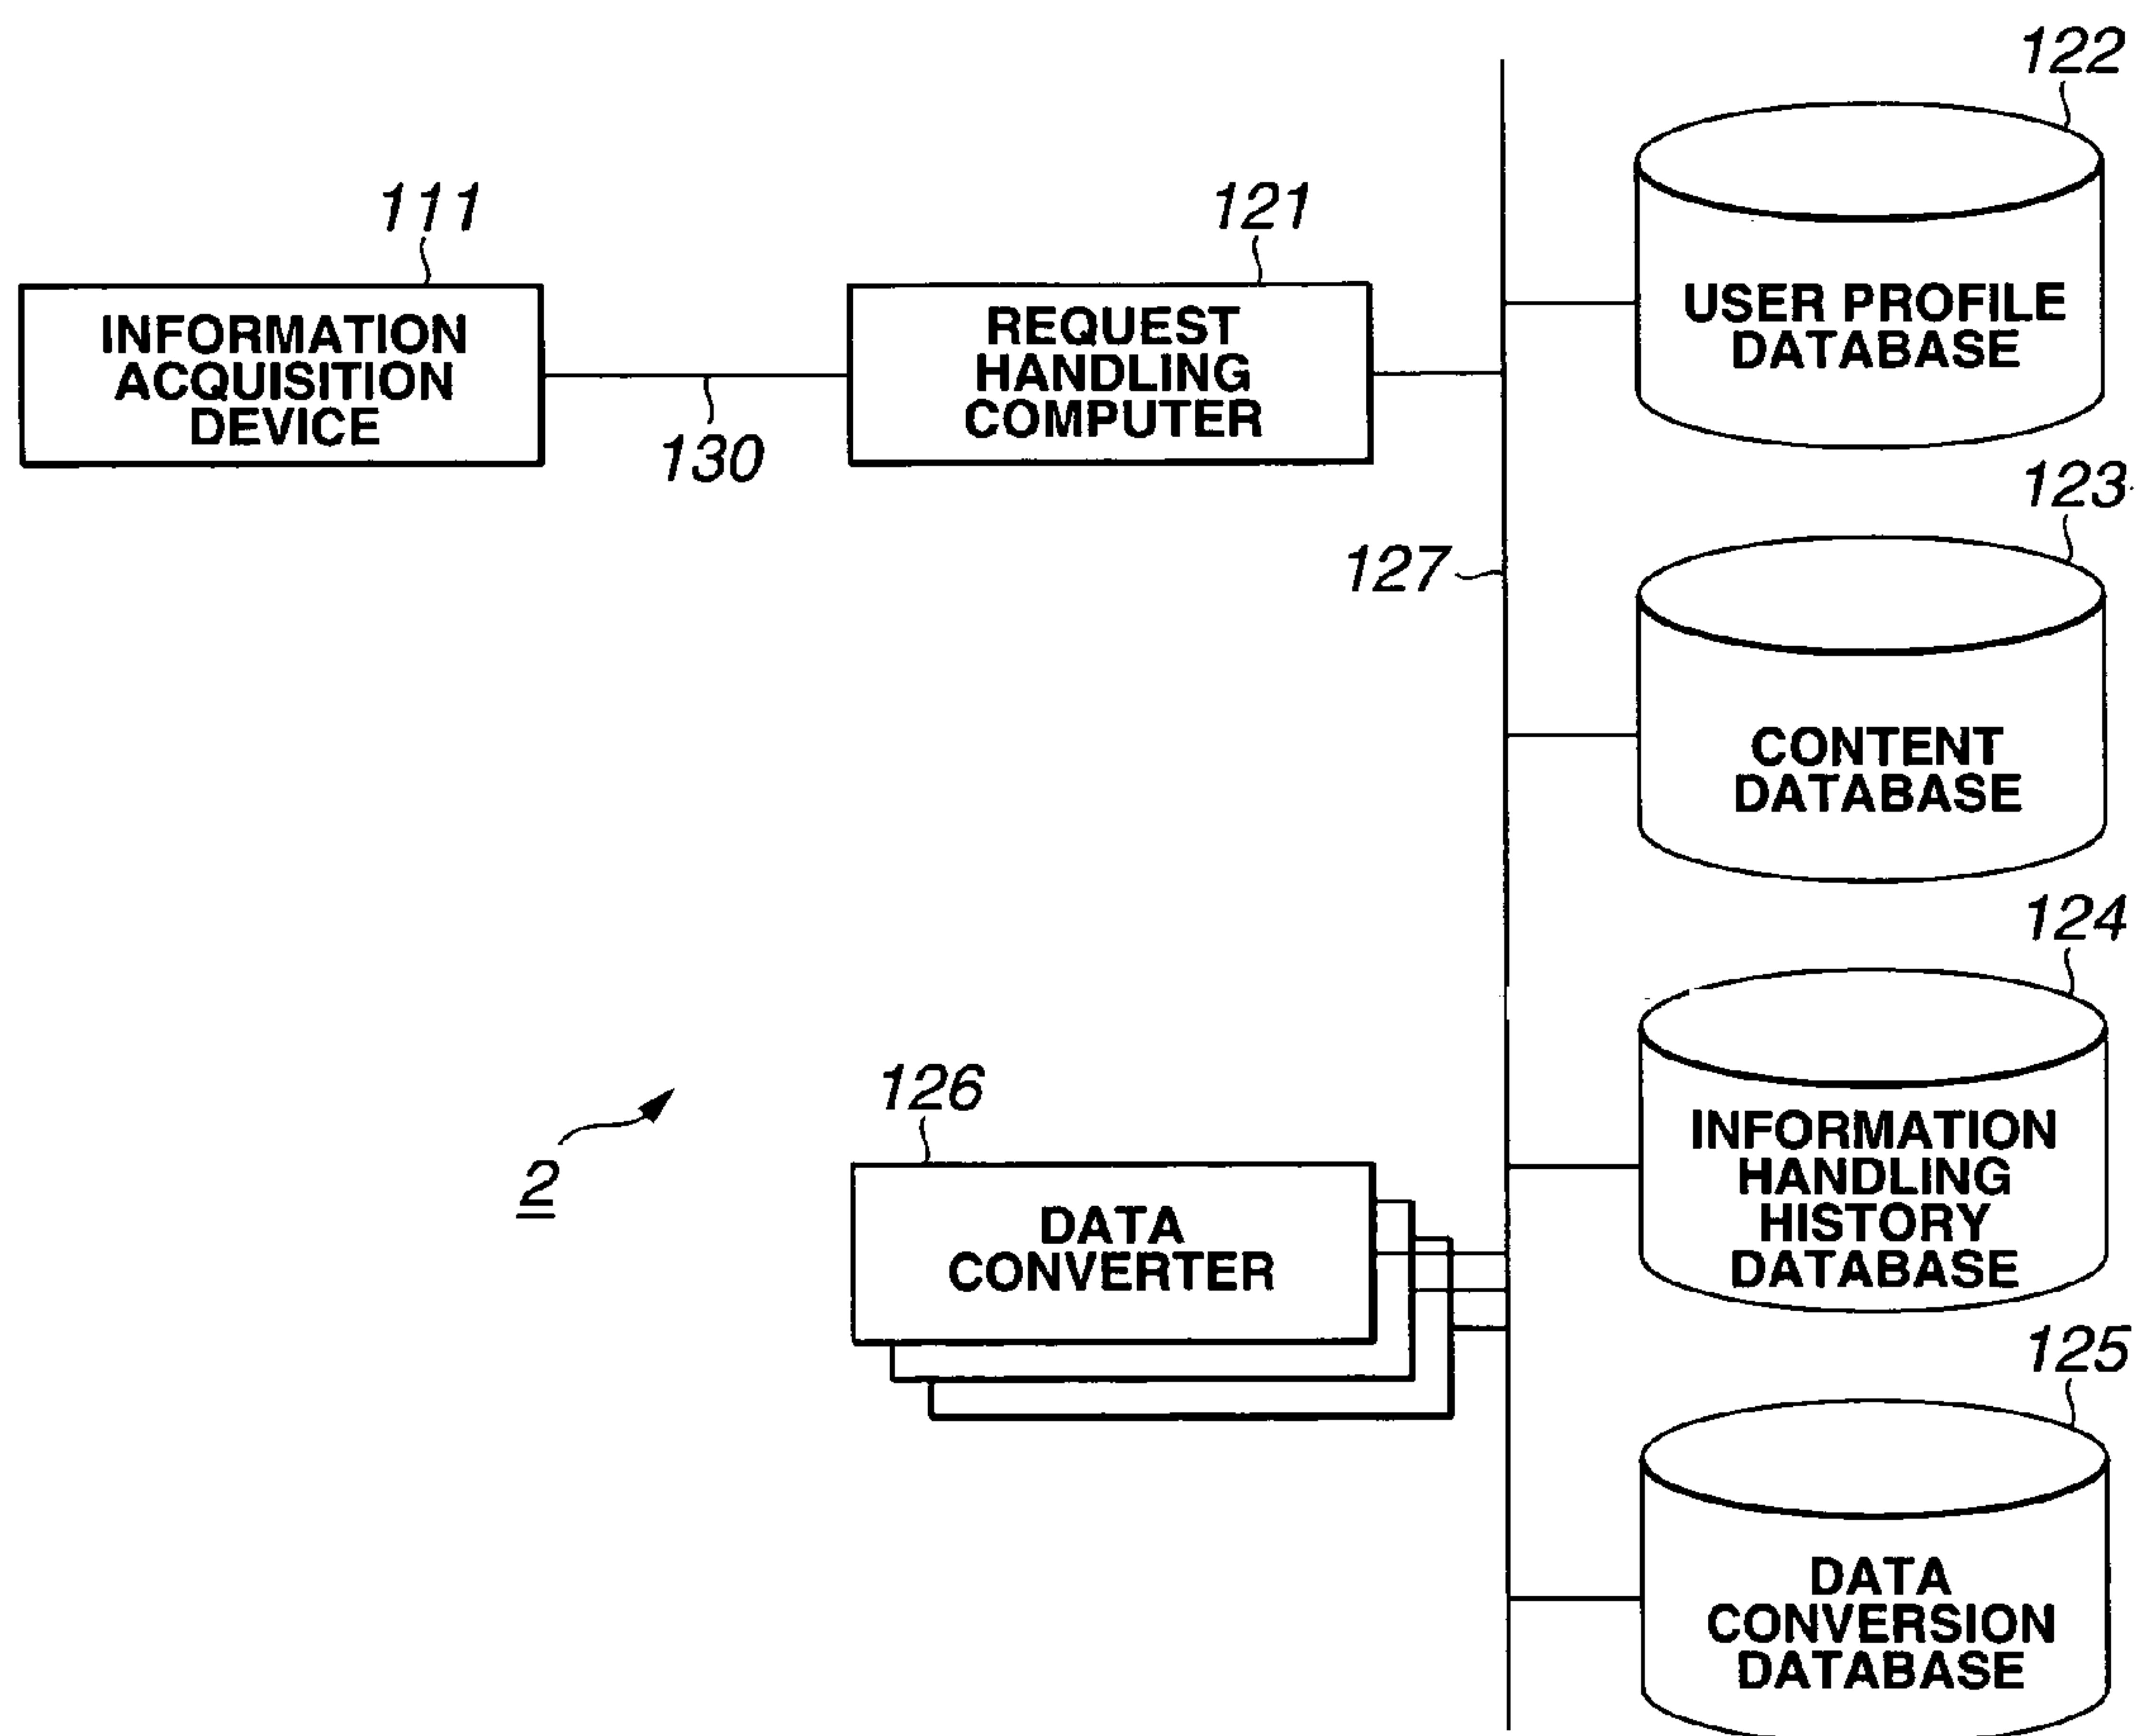 122
111
121
INFORMATION
ACQUISITION
DEVICE
130
REQUEST
HANDLING
COMPUTER
USER PROFILE
DATABASE
123
127
CONTENT
DATABASE
124
126
2
DATA
CONVERTER
INFORMATION
HANDLING
HISTORY
DATABASE
125
DATA
CONVERSION
DATABASE